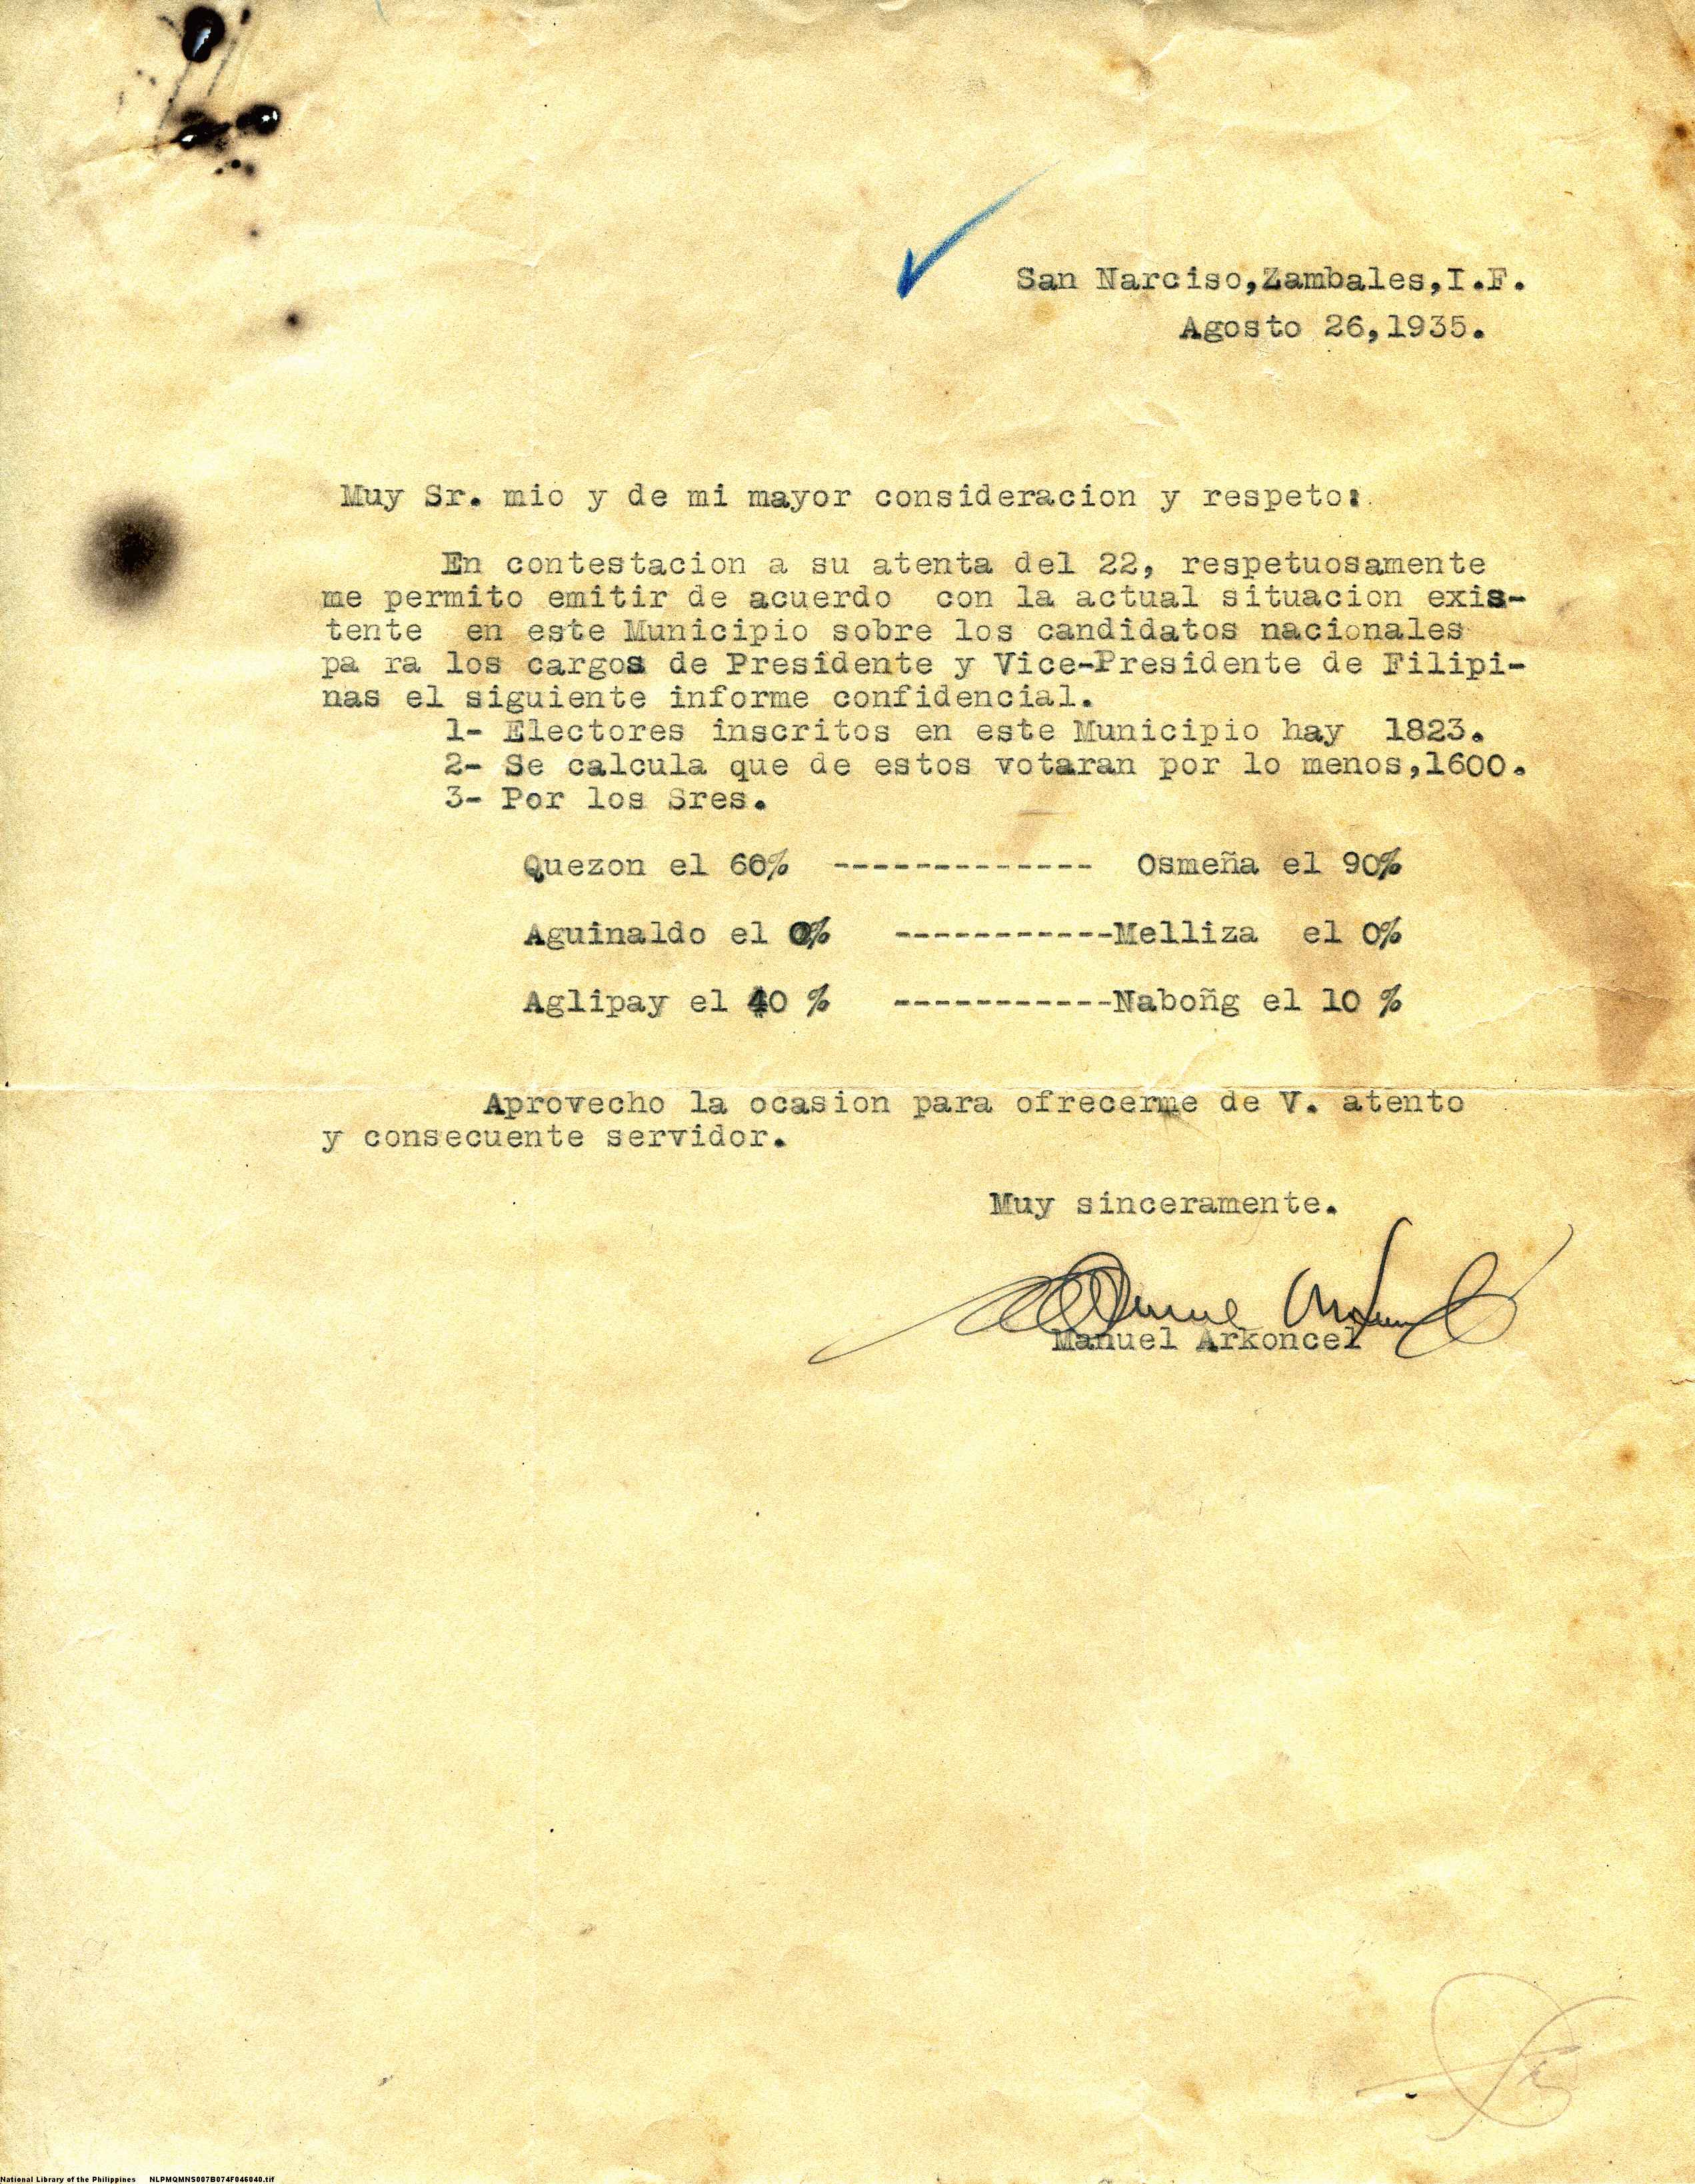 San Narciso,Zambales,I.F.
Agosto 26,1935.
Muy Sr. mio y de mi mayor consideracion y respeto:
En contestacion a su atenta del 22, respetuosamente
me permito emitir de acuerdo con la actual situacion exis-
tente en este Municipio sobre los candidatos nacionales
pa ra los cargos de Presidente y Vice-Presidente de Filipi-
nas el siguiente informe confidencial.
1- Electores inscritos en este Municipio hay 1823.
2- Se calcula que de estos votaran por lo menos,1600.
3- Por los Sres.
Quezon el 60% ------------- Osmeña el 90%
Aguinaldo el 0% -----------Melliza el 0%
Aglipay el 40 % -----------Naboñg el 10 %
Aprovecho la ocasion para ofrecerme de V. atento
y consecuente servidor.
Muy sinceramente.
Manuel Arkoncel
National Library of the Philippines NLPMQMNS007B074F046040.tif